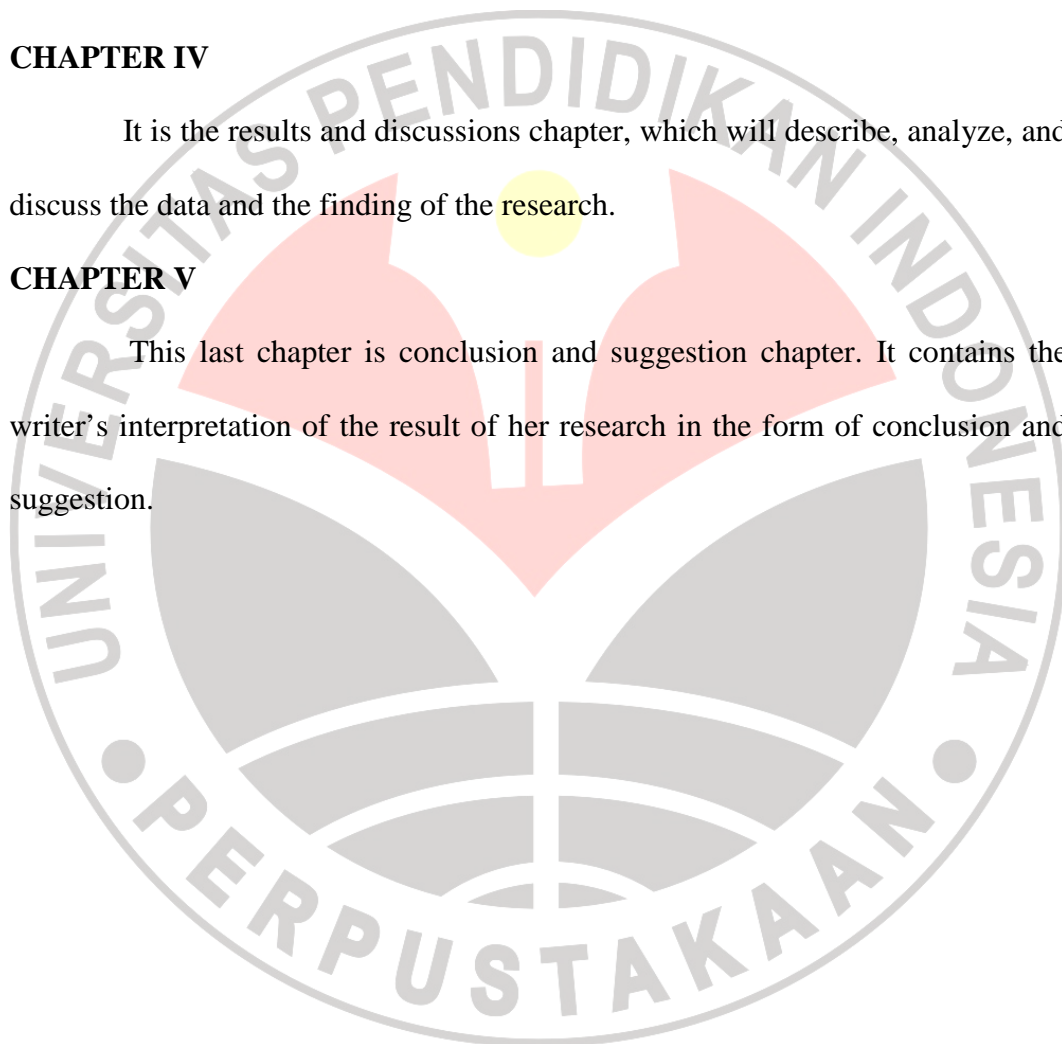 CHAPTER IV
It is the results and discussions chapter, which will describe, analyze, and
discuss the data and the finding of the research.
CHAPTER V
This last chapter is conclusion and suggestion chapter. It contains the
writer’s interpretation of the result of her research in the form of conclusion and
suggestion.
UNIVERSITAS PENDIDIKAN INDONESIA
PERPUSTAKAAN